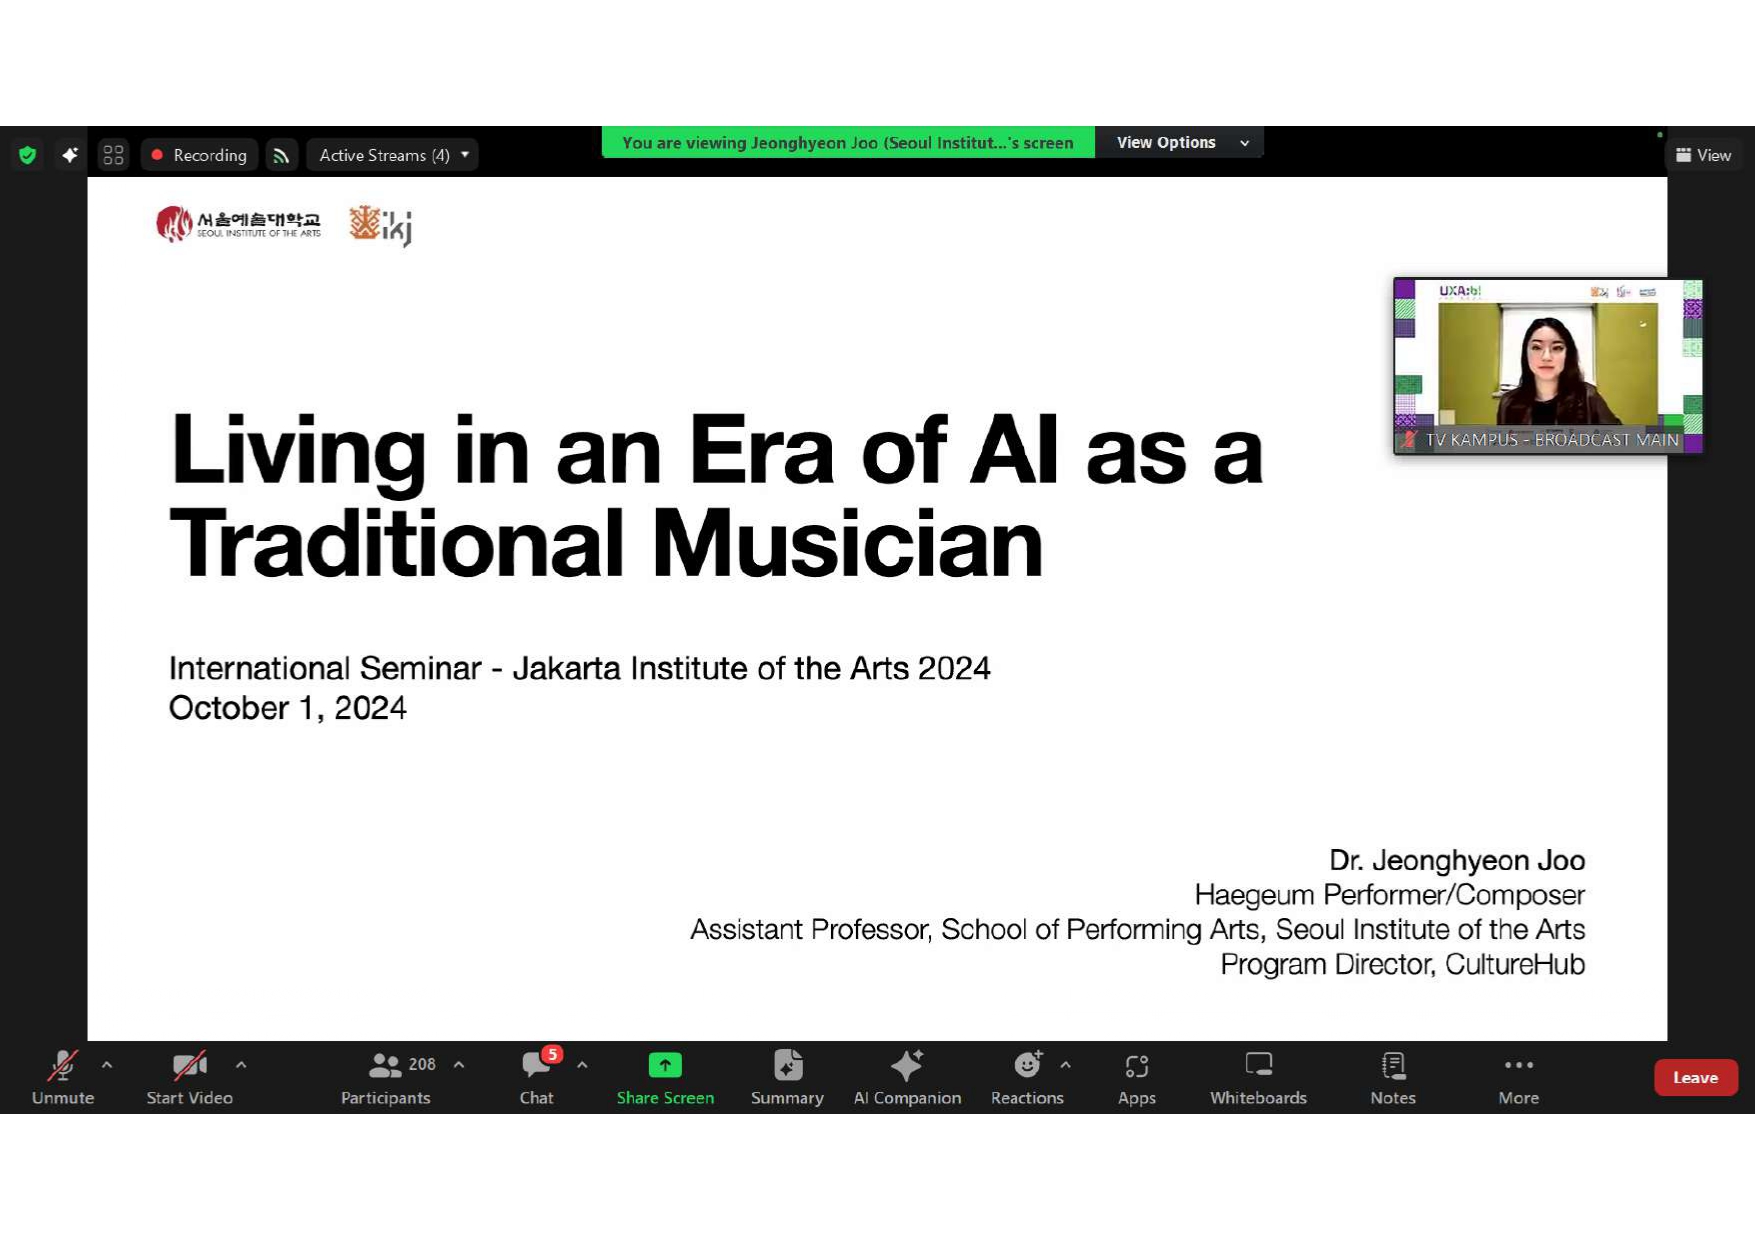 Recording
Active Streams (4)
You are viewing Jeonghyeon Joo (Seoul Institut...'s screen
View Options
View
서울예술대학교
SEOUL INSTITUTE OF THE ARTS
ikj
UXA:b!
TV KAMPUS - BROADCAST MAIN
Living in an Era of AI as a
Traditional Musician
International Seminar - Jakarta Institute of the Arts 2024
October 1, 2024
Dr. Jeonghyeon Joo
Haegeum Performer/Composer
Assistant Professor, School of Performing Arts, Seoul Institute of the Arts
Program Director, CultureHub
208
5
Unmute
Start Video
Participants
Chat
Share Screen
Summary
AI Companion
Reactions
Apps
Whiteboards
Notes
More
Leave